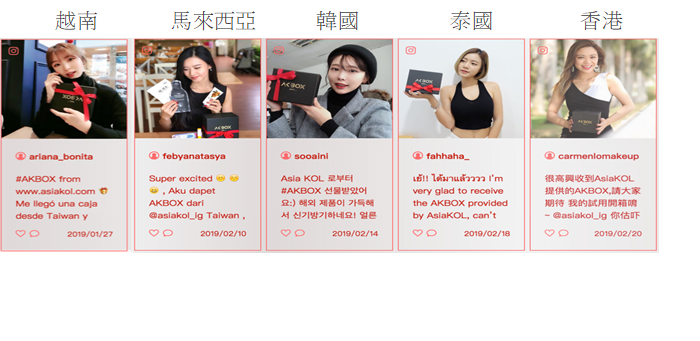 越南
馬來西亞
韓國
泰國
香港
AKBOX
AKBOX
AKBOX
AKBOX
AKBOX
ariana_bonita
#AKBOX from
www.asiakol.com
Me llegó una caja
desde Taiwan y
2019/01/27
febyanatasya
Super excited
, Aku dapet
AKBOX dari
@asiakol_ig Taiwan ,
2019/02/10
sooaini
Asia KOL 로부터
#AKBOX 선물받았어
요:) 해외 제품이 가득해
서 신기방기하네요! 얼른
2019/02/14
fahhaha_
เย้!! ได้มาแล้วววว I'm
very glad to receive
the AKBOX provided
by AsiaKOL, can't
2019/02/18
carmenlomakeup
很高興收到AsiaKOL
提供的AKBOX,請大家
期待 我的試用開箱唷
~ @asiakol_ig 你估吓
2019/02/20